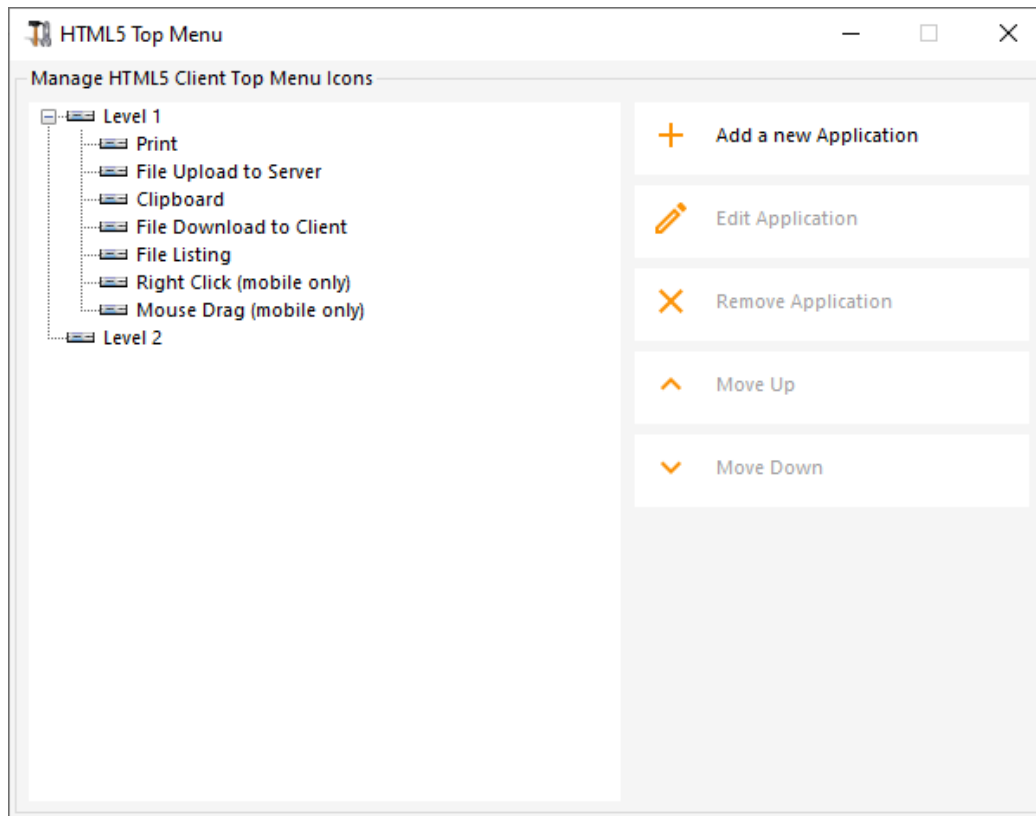 HTML5 Top Menu
Manage HTML5 Client Top Menu Icons
Level 1
Print
File Upload to Server
Clipboard
File Download to Client
File Listing
Right Click (mobile only)
Mouse Drag (mobile only)
Level 2
Add a new Application
Edit Application
Remove Application
Move Up
Move Down